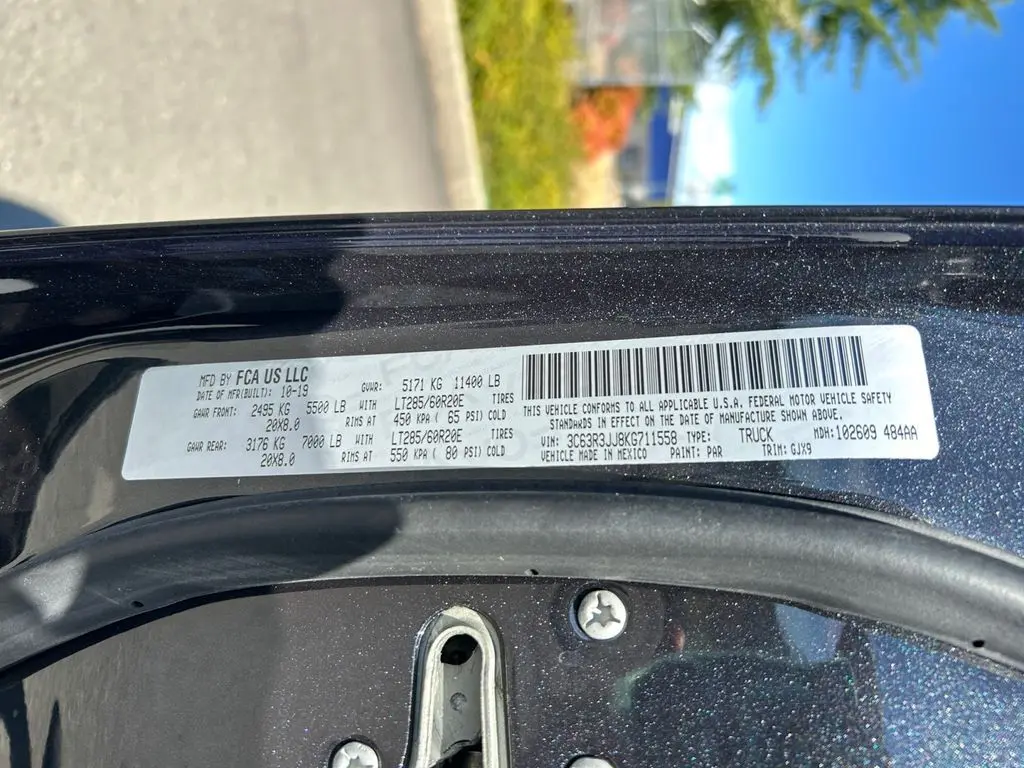 MFD BY FCA US LLC
DATE OF MFR(BUILT): 10-19
GVWR: 5171 KG 11400 LB
GAWR FRONT: 2495 KG 5500 LB WITH LT285/60R20E TIRES
20X8.0 RIMS AT 450 KPA ( 65 PSI) COLD
GAWR REAR: 3176 KG 7000 LB WITH LT285/60R20E TIRES
20X8.0 RIMS AT 550 KPA ( 80 PSI) COLD
THIS VEHICLE CONFORMS TO ALL APPLICABLE U.S.A. FEDERAL MOTOR VEHICLE SAFETY
STANDARDS IN EFFECT ON THE DATE OF MANUFACTURE SHOWN ABOVE.
VIN: 3C63R3JJ8KG711558 TYPE: TRUCK MDH:102609 484AA
VEHICLE MADE IN MEXICO PAINT: PAR TRIM: GJX9